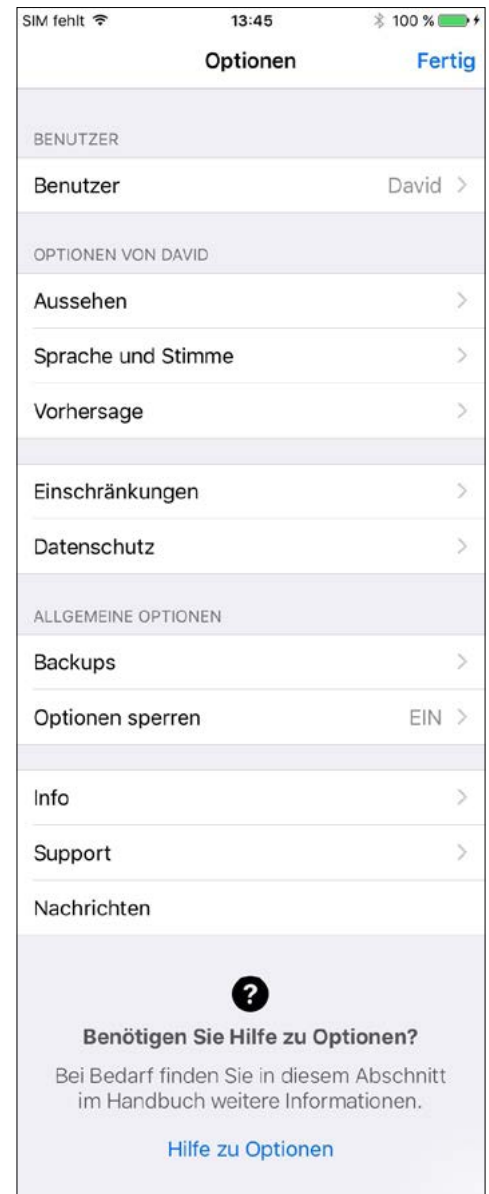 SIM fehlt 13:45 100 %
Optionen Fertig
BENUTZER
Benutzer David
OPTIONEN VON DAVID
Aussehen
Sprache und Stimme
Vorhersage
Einschränkungen
Datenschutz
ALLGEMEINE OPTIONEN
Backups
Optionen sperren EIN
Info
Support
Nachrichten
?
Benötigen Sie Hilfe zu Optionen?
Bei Bedarf finden Sie in diesem Abschnitt
im Handbuch weitere Informationen.
Hilfe zu Optionen